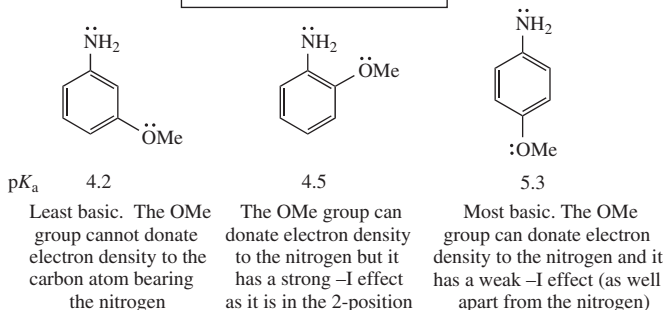 NH2
NH2
NH2
OMe
OMe
:OMe
pKa 4.2 4.5 5.3
Least basic. The OMe
group cannot donate
electron density to the
carbon atom bearing
the nitrogen
The OMe group can
donate electron density
to the nitrogen but it
has a strong –I effect
as it is in the 2-position
Most basic. The OMe
group can donate electron
density to the nitrogen and it
has a weak –I effect (as well
apart from the nitrogen)